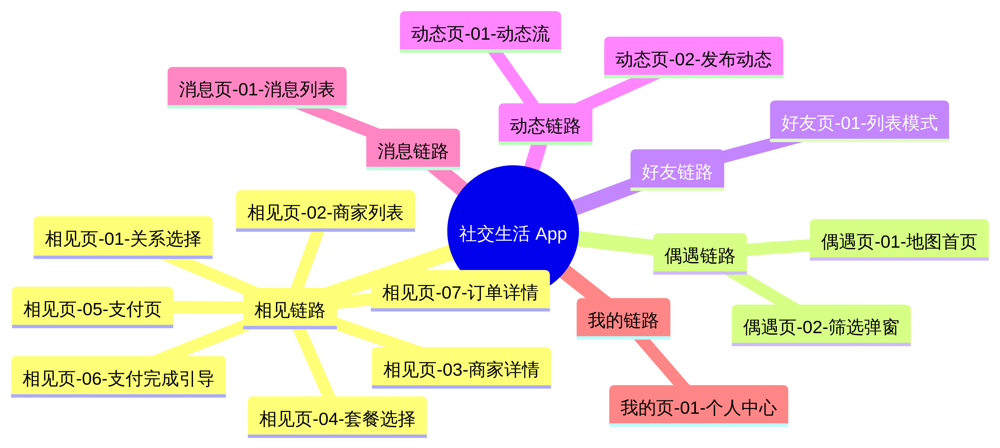 动态页-01-动态流
动态页-02-发布动态
消息页-01-消息列表
好友页-01-列表模式
动态链路
消息链路
好友链路
相见页-02-商家列表
社交生活 App
相见页-01-关系选择
偶遇页-01-地图首页
偶遇链路
相见页-07-订单详情
相见页-05-支付页
相见链路
我的链路
偶遇页-02-筛选弹窗
相见页-03-商家详情
相见页-06-支付完成引导
我的页-01-个人中心
相见页-04-套餐选择